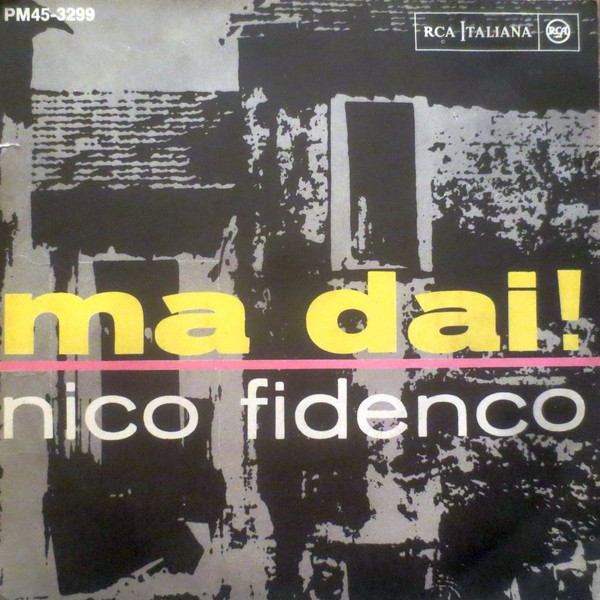 PM45-3299
RCA ITALIANA RCA
ma dai!
nico fidenco